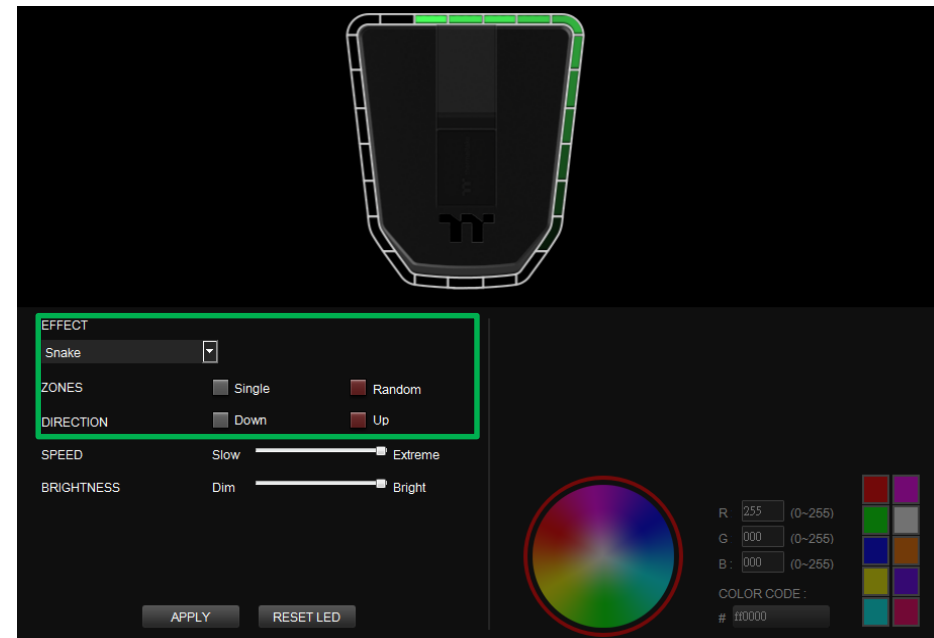 EFFECT
Snake
ZONES Single Random
DIRECTION Down Up
SPEED Slow Extreme
BRIGHTNESS Dim Bright
APPLY RESET LED
R 255 (0~255)
G 000 (0~255)
B: 000 (0~255)
COLOR CODE :
# ff0000